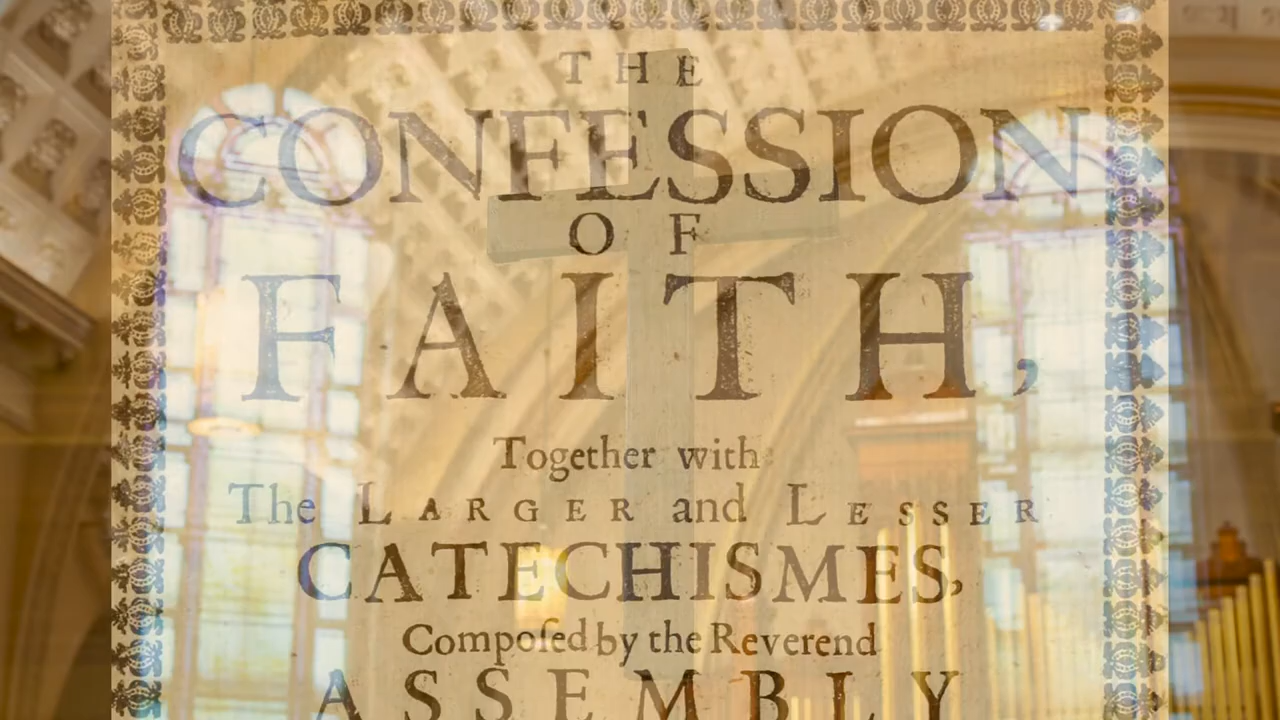 THE
CONFESSION
OF
FAITH,
Together with
The LARGER and LESSER
CATECHISMES,
Compoſed by the Reverend
ASSEMBLY